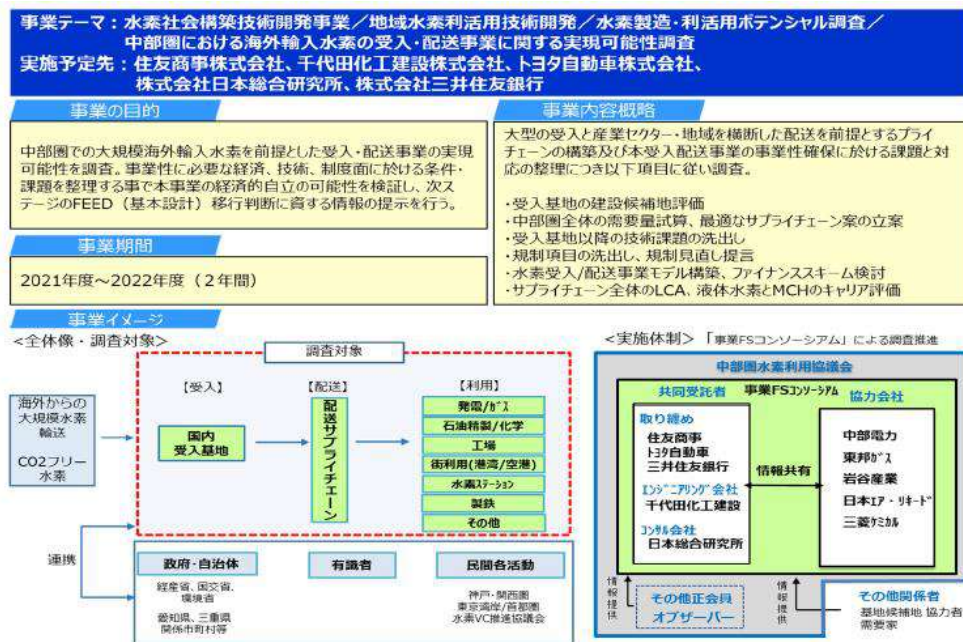 事業テーマ：水素社会構築技術開発事業／地域水素利活用技術開発／水素製造・利活用ポテンシャル調査／
中部圏における海外輸入水素の受入・配送事業に関する実現可能性調査
実施予定先：住友商事株式会社、千代田化工建設株式会社、トヨタ自動車株式会社、
株式会社日本総合研究所、株式会社三井住友銀行
事業の目的
中部圏での大規模海外輸入水素を前提とした受入・配送事業の実現
可能性を調査。事業性に必要な経済、技術、制度面に於ける条件・
課題を整理する事で本事業の経済的自立の可能性を検証し、次ス
テージのFEED（基本設計）移行判断に資する情報の提示を行う。
事業期間
2021年度～2022年度（２年間）
事業内容概略
大型の受入と産業セクター・地域を横断した配送を前提とするプライ
チェーンの構築及び本受入配送事業の事業性確保に於ける課題と対
応の整理につき以下項目に従い調査。
・受入基地の建設候補地評価
・中部圏全体の需要量試算、最適なサプライチェーン案の立案
・受入基地以降の技術課題の洗出し
・規制項目の洗出し、規制見直し提言
・水素受入/配送事業モデル構築、ファイナンススキーム検討
・サプライチェーン全体のLCA、液体水素とMCHのキャリア評価
事業イメージ
<全体像・調査対象>
調査対象
【受入】
【配送】
【利用】
海外からの
大規模水素
輸送
CO2フリー
水素
国内
受入基地
配送サプライチェーン
発電/ｶﾞｽ
石油精製/化学
工場
街利用(港湾/空港)
水素ｽﾃｰｼｮﾝ
製鉄
その他
連携
政府・自治体
経産省、国交省、
環境省
愛知県、三重県
関係市町村等
有識者
民間各活動
神戸・関西圏
東京湾岸/首都圏
水素VC推進協議会
<実施体制>「事業FSコンソーシアム」による調査推進
中部圏水素利用協議会
共同受託者
事業FSｺﾝｿｰｼｱﾑ
協力会社
取り纏め
住友商事
ﾄﾖﾀ自動車
三井住友銀行
ｴﾝｼﾞﾆｱﾘﾝｸﾞ会社
千代田化工建設
ｺﾝｻﾙ会社
日本総合研究所
情報共有
中部電力
東邦ｶﾞｽ
岩谷産業
日本ｴｱ・ﾘｷｰﾄﾞ
三菱ｹﾐｶﾙ
情報提供
その他正会員
オブザーバー
情報提供
その他関係者
基地候補地 協力者
需要家